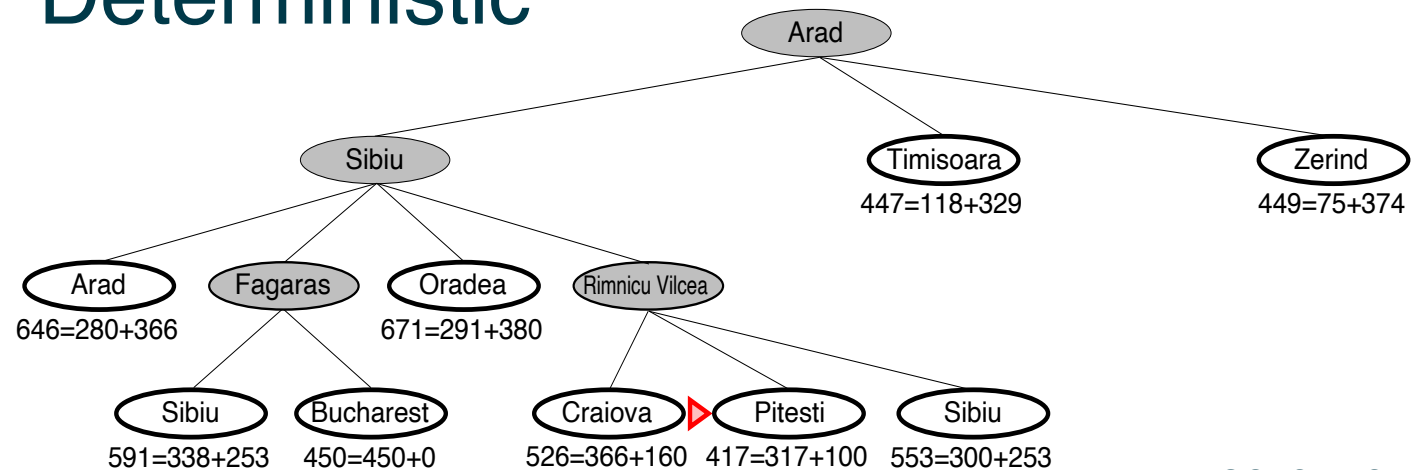 Deterministic
Arad
Sibiu
Timisoara
Zerind
447=118+329
449=75+374
Arad
Fagaras
Oradea
Rimnicu Vilcea
646=280+366
671=291+380
Sibiu
Bucharest
Craiova
Pitesti
Sibiu
591=338+253
450=450+0
526=366+160
417=317+100
553=300+253